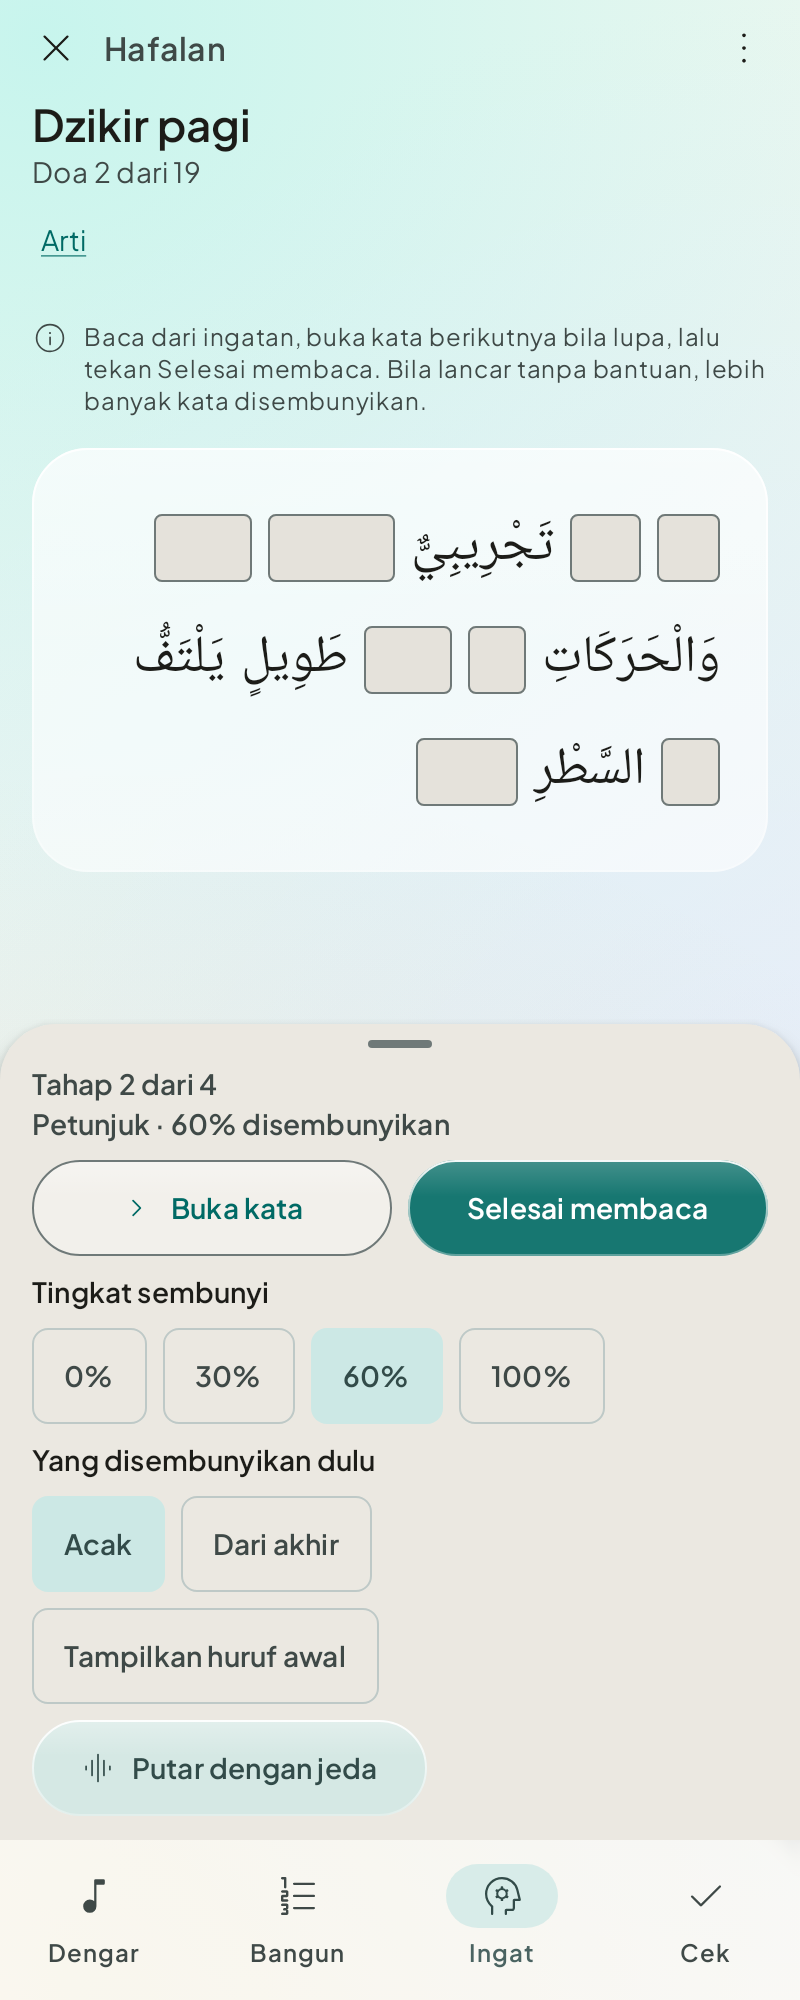 Hafalan
Dzikir pagi
Doa 2 dari 19
Arti
Baca dari ingatan, buka kata berikutnya bila lupa, lalu
tekan Selesai membaca. Bila lancar tanpa bantuan, lebih
banyak kata disembunyikan.
تَجْرِيبِيٌّ
وَالْحَرَكَاتِ طَوِيلٍ يَلْتَفُّ
السَّطْرِ
Tahap 2 dari 4
Petunjuk · 60% disembunyikan
Buka kata
Selesai membaca
Tingkat sembunyi
0% 30% 60% 100%
Yang disembunyikan dulu
Acak Dari akhir
Tampilkan huruf awal
Putar dengan jeda
Dengar Bangun Ingat Cek